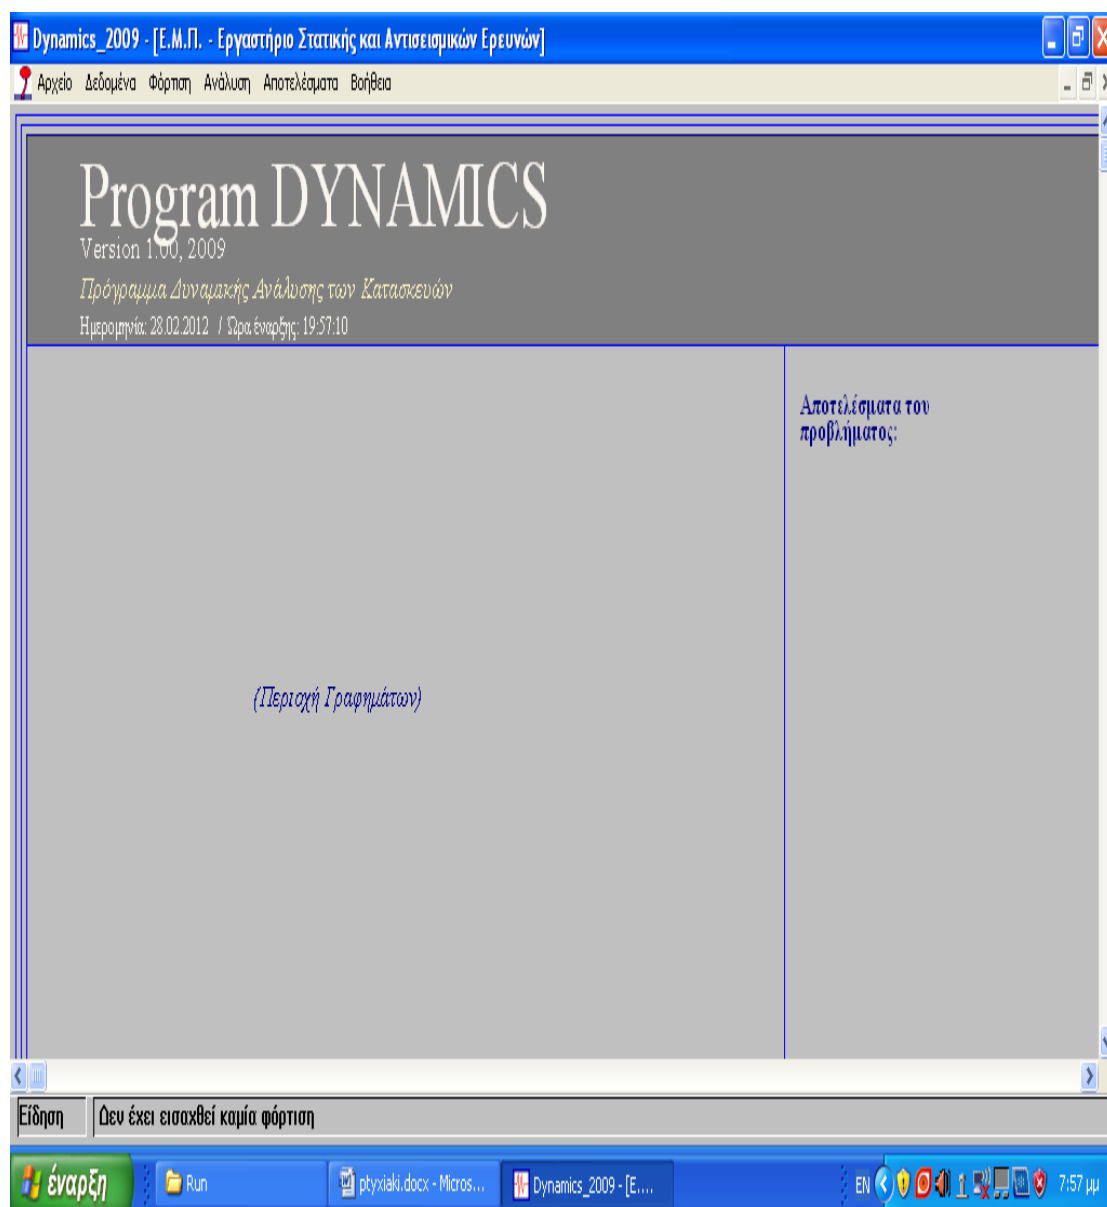 Dynamics_2009 - [Ε.Μ.Π. - Εργαστήριο Στατικής και Αντισεισμικών Ερευνών]
Αρχείο Δεδομένα Φόρτιση Ανάλυση Αποτελέσματα Βοήθεια
Program DYNAMICS
Version 1.00, 2009
Πρόγραμμα Δυναμικής Ανάλυσης των Κατασκευών
Ημερομηνία: 28.02.2012 / Ώρα έναρξης: 19:57:10
Αποτελέσματα του
προβλήματος:
(Περιοχή Γραφημάτων)
Είδηση Δεν έχει εισαχθεί καμία φόρτιση
έναρξη Run ptyxiaki.docx - Micros... Dynamics_2009 - [Ε.... EN 7:57 μμ